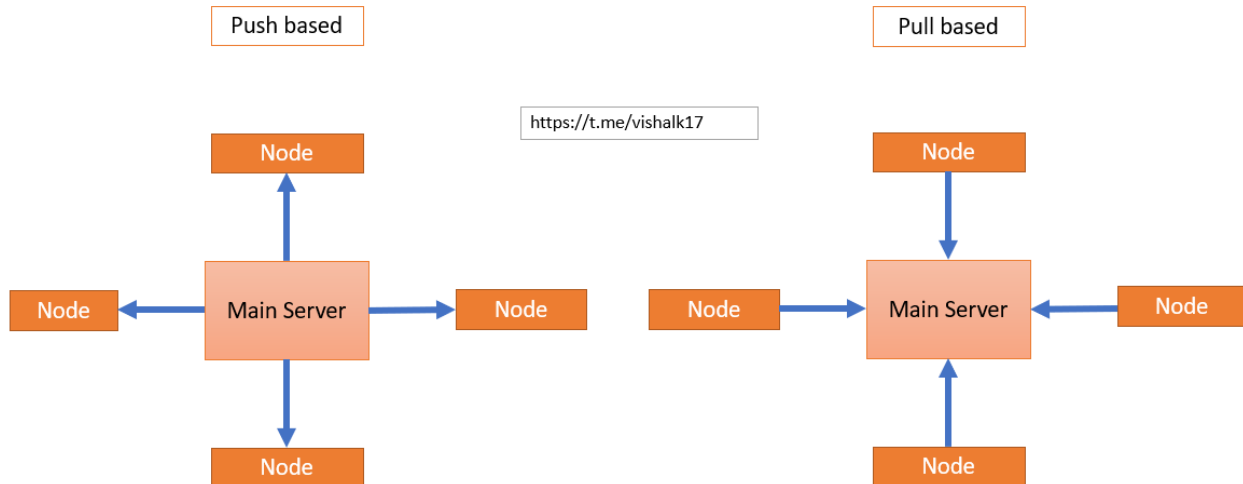 Push based
Pull based
https://t.me/vishalk17
Node
Node
Main Server
Node
Node
Node
Node
Main Server
Node
Node
Node